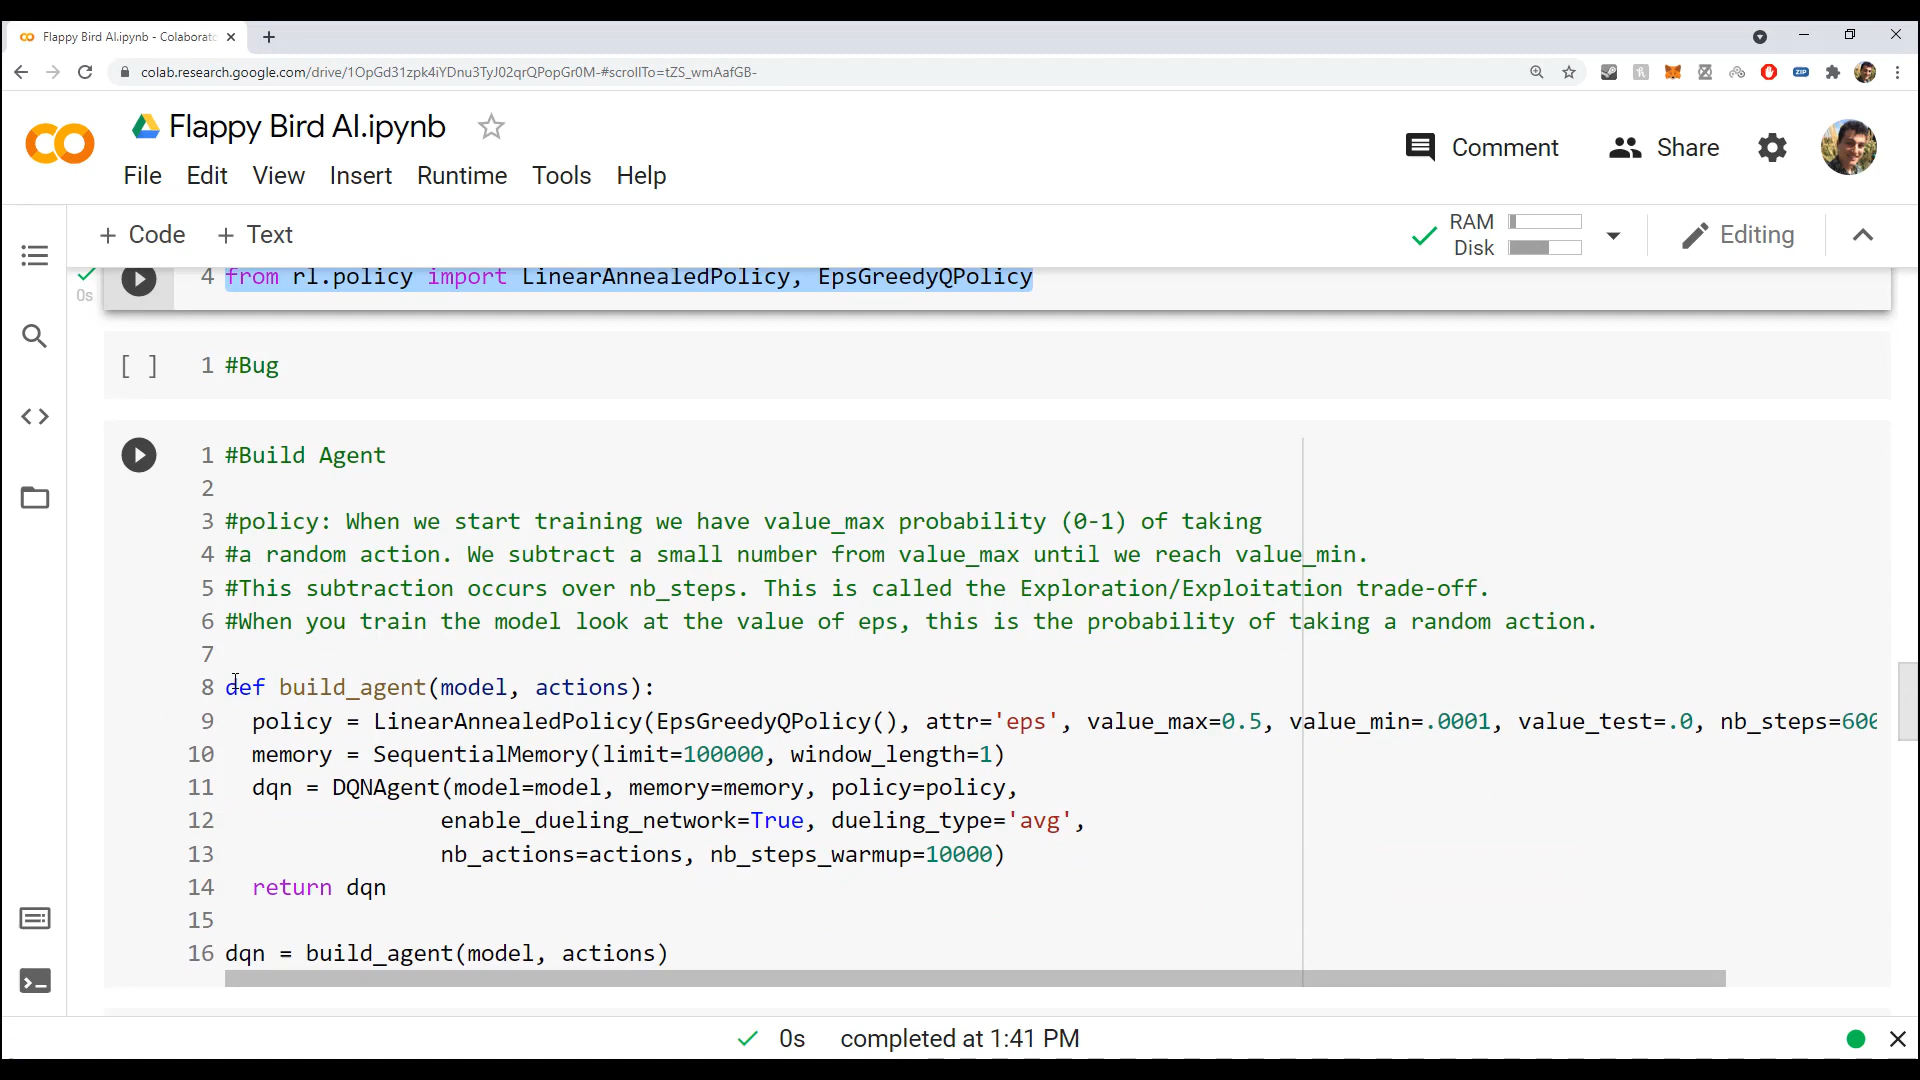 Flappy Bird AI.ipynb - Colaborato
colab.research.google.com/drive/1OpGd31zpk4iYDnu3TyJ02qrQPopGr0M-#scrollTo=tZS_wmAafGB-
ZIP
CO Flappy Bird AI.ipynb
Comment Share
File Edit View Insert Runtime Tools Help
+ Code + Text
RAM
Disk
Editing
0s
4 from rl.policy import LinearAnnealedPolicy, EpsGreedyQPolicy
[ ] 1 #Bug
1 #Build Agent
2
3 #policy: When we start training we have value_max probability (0-1) of taking
4 #a random action. We subtract a small number from value_max until we reach value_min.
5 #This subtraction occurs over nb_steps. This is called the Exploration/Exploitation trade-off.
6 #When you train the model look at the value of eps, this is the probability of taking a random action.
7
8 def build_agent(model, actions):
9 policy = LinearAnnealedPolicy(EpsGreedyQPolicy(), attr='eps', value_max=0.5, value_min=.0001, value_test=.0, nb_steps=600
10 memory = SequentialMemory(limit=100000, window_length=1)
11 dqn = DQNAgent(model=model, memory=memory, policy=policy,
12 enable_dueling_network=True, dueling_type='avg',
13 nb_actions=actions, nb_steps_warmup=10000)
14 return dqn
15
16 dqn = build_agent(model, actions)
0s completed at 1:41 PM